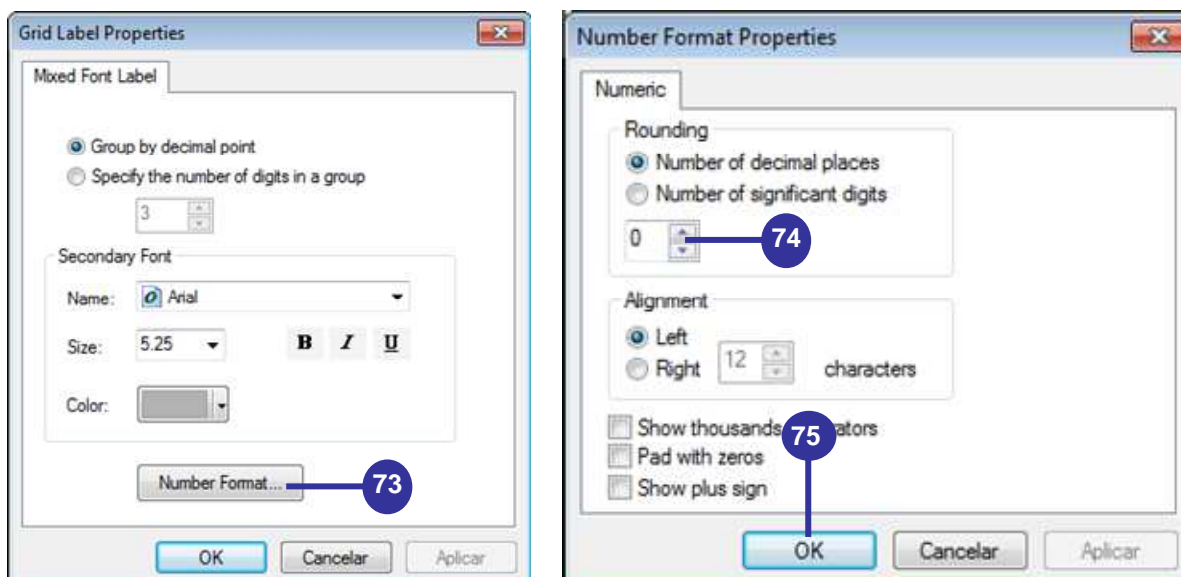 Grid Label Properties
Mixed Font Label
Group by decimal point
Specify the number of digits in a group
3
Secondary Font
Name: Arial
Size: 5.25 B I U
Color:
Number Format...
73
OK Cancelar Aplicar
Number Format Properties
Numeric
Rounding
Number of decimal places
Number of significant digits
0
74
Alignment
Left
Right 12 characters
Show thousands ators
75
Pad with zeros
Show plus sign
OK Cancelar Aplicar